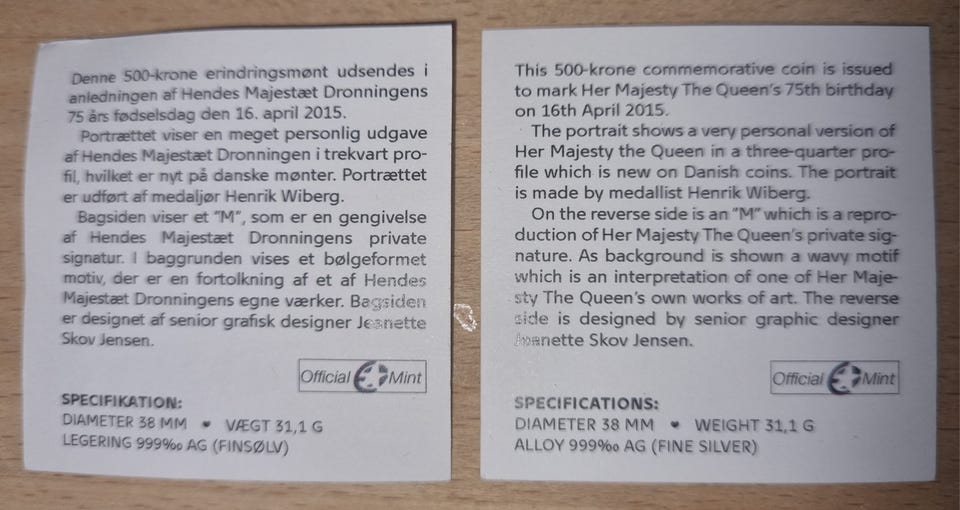 Denne 500-krone erindringsmønt udsendes i
anledningen af Hendes Majestæt Dronningens
75 års fødselsdag den 16. april 2015.
Portrættet viser en meget personlig udgave
af Hendes Majestæt Dronningen i trekvart pro-
fil, hvilket er nyt på danske mønter. Portrættet
er udført af medaljør Henrik Wiberg.
Bagsiden viser et "M", som er en gengivelse
af Hendes Majestæt Dronningens private
signatur. I baggrunden vises et bølgeformet
motiv, der er en fortolkning af et af Hendes
Majestæt Dronningens egne værker. Bagsiden
er designet af senior grafisk designer Jeanette
Skov Jensen.
Official Mint
SPECIFIKATION:
DIAMETER 38 MM • VÆGT 31,1 G
LEGERING 999‰ AG (FINSØLV)
This 500-krone commemorative coin is issued
to mark Her Majesty The Queen's 75th birthday
on 16th April 2015.
The portrait shows a very personal version of
Her Majesty the Queen in a three-quarter pro-
file which is new on Danish coins. The portrait
is made by medallist Henrik Wiberg.
On the reverse side is an "M" which is a repro-
duction of Her Majesty The Queen's private sig-
nature. As background is shown a wavy motif
which is an interpretation of one of Her Maje-
sty The Queen's own works of art. The reverse
side is designed by senior graphic designer
Jeanette Skov Jensen.
Official Mint
SPECIFICATIONS:
DIAMETER 38 MM • WEIGHT 31,1 G
ALLOY 999‰ AG (FINE SILVER)